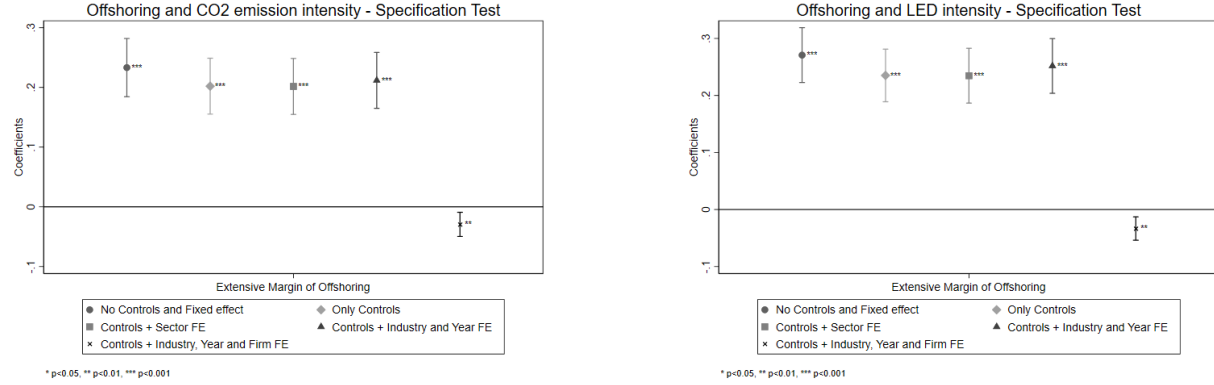 Offshoring and CO2 emission intensity - Specification Test
.3
.2
.1
0
-.1
Coefficients
***
***
***
***
**
Extensive Margin of Offshoring
No Controls and Fixed effect
Only Controls
Controls + Sector FE
Controls + Industry and Year FE
Controls + Industry, Year and Firm FE
* p<0.05, ** p<0.01, *** p<0.001
Offshoring and LED intensity - Specification Test
.3
.2
.1
0
-.1
Coefficients
***
***
***
***
**
Extensive Margin of Offshoring
No Controls and Fixed effect
Only Controls
Controls + Sector FE
Controls + Industry and Year FE
Controls + Industry, Year and Firm FE
* p<0.05, ** p<0.01, *** p<0.001